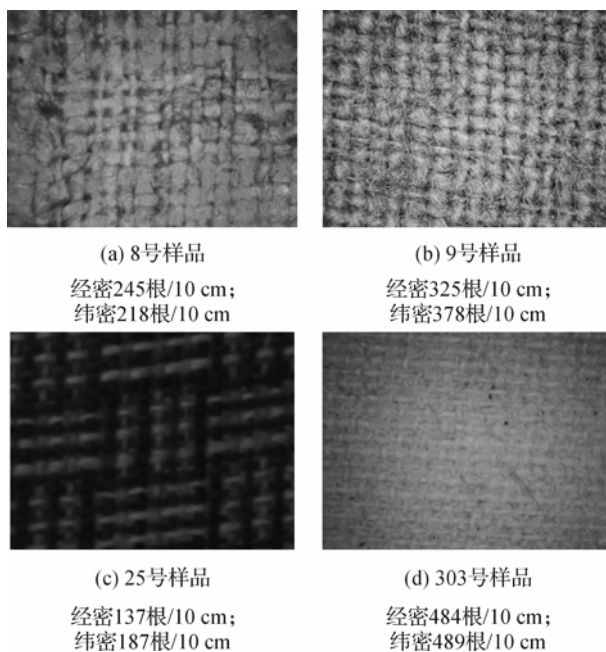 (a) 8号样品
经密245根/10 cm；
纬密218根/10 cm
(b) 9号样品
经密325根/10 cm；
纬密378根/10 cm
(c) 25号样品
经密137根/10 cm；
纬密187根/10 cm
(d) 303号样品
经密484根/10 cm；
纬密489根/10 cm